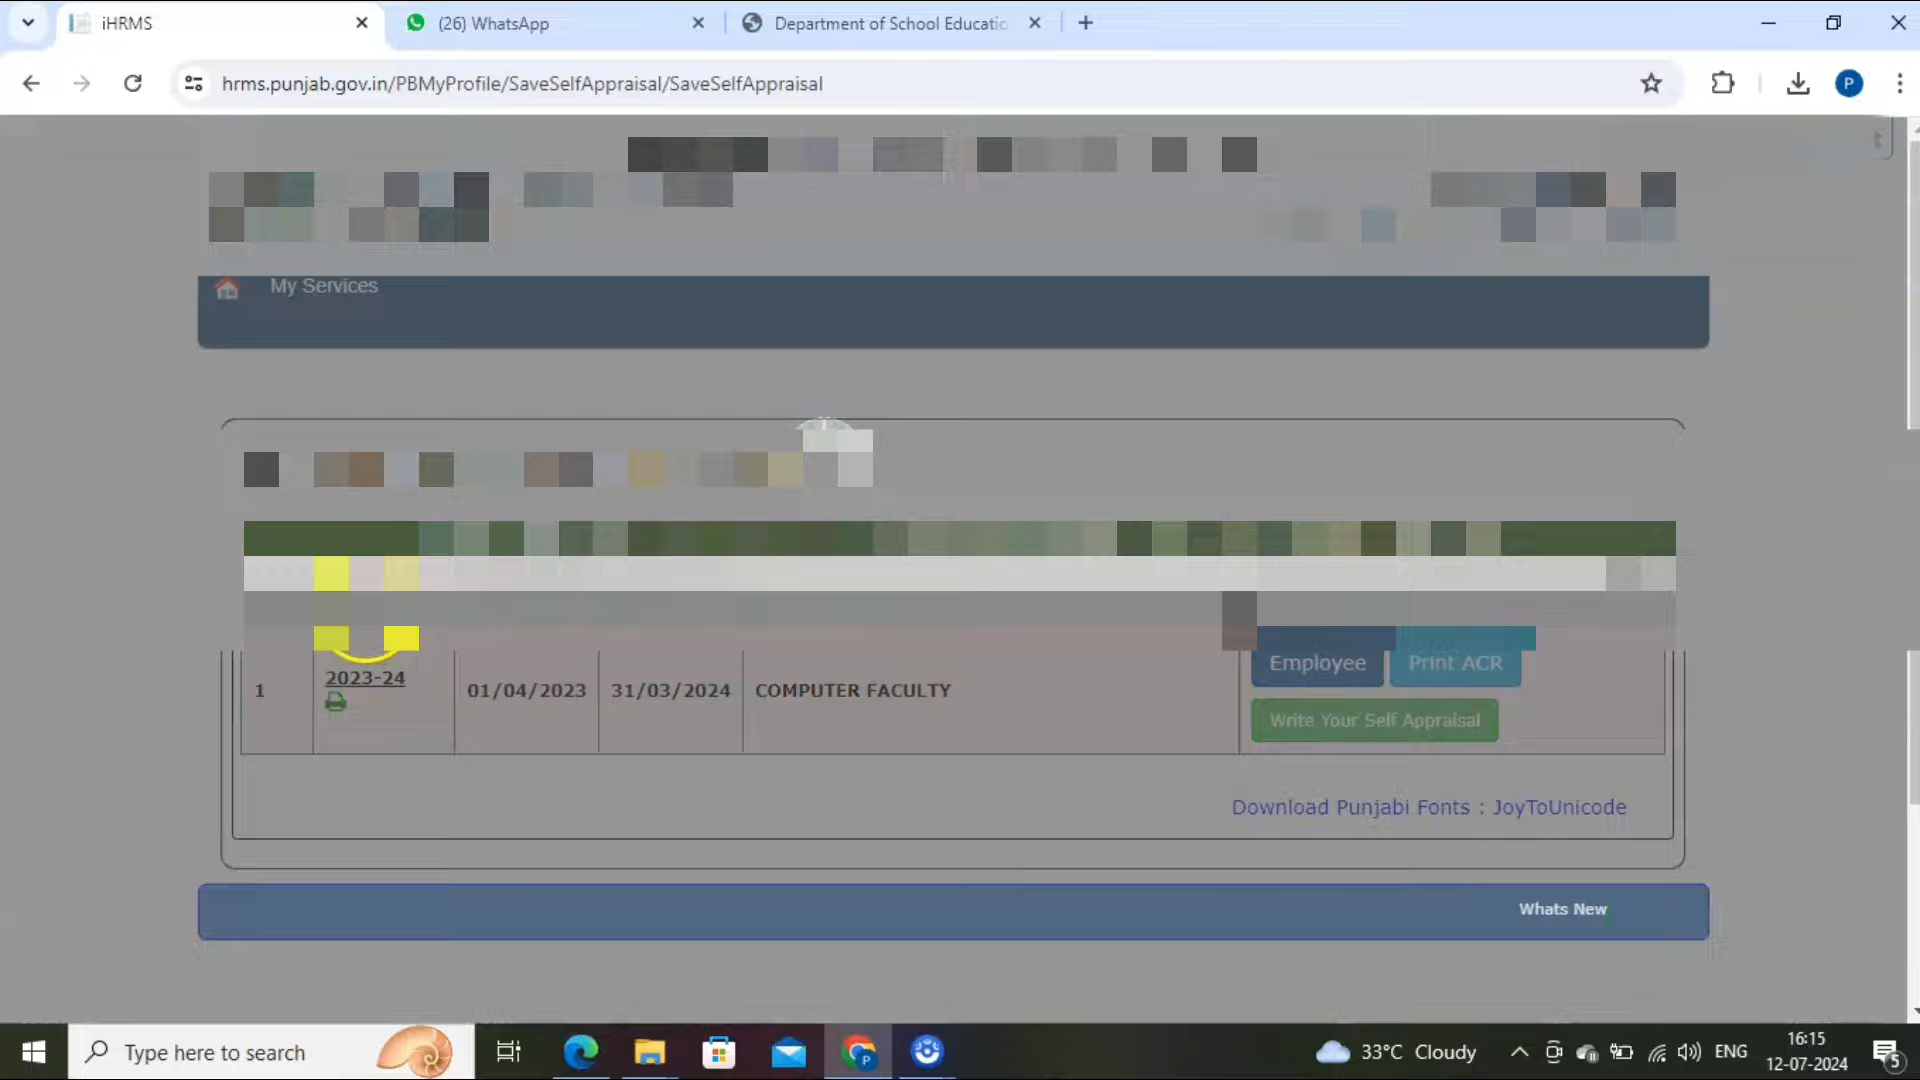 iHRMS
(26) WhatsApp
Department of School Educatio
hrms.punjab.gov.in/PBMyProfile/SaveSelfAppraisal/SaveSelfAppraisal
P
My Services
1
2023-24
01/04/2023
31/03/2024
COMPUTER FACULTY
Employee
Print ACR
Write Your Self Appraisal
Download Punjabi Fonts : JoyToUnicode
Whats New
Type here to search
33°C Cloudy
ENG
16:15
12-07-2024
5